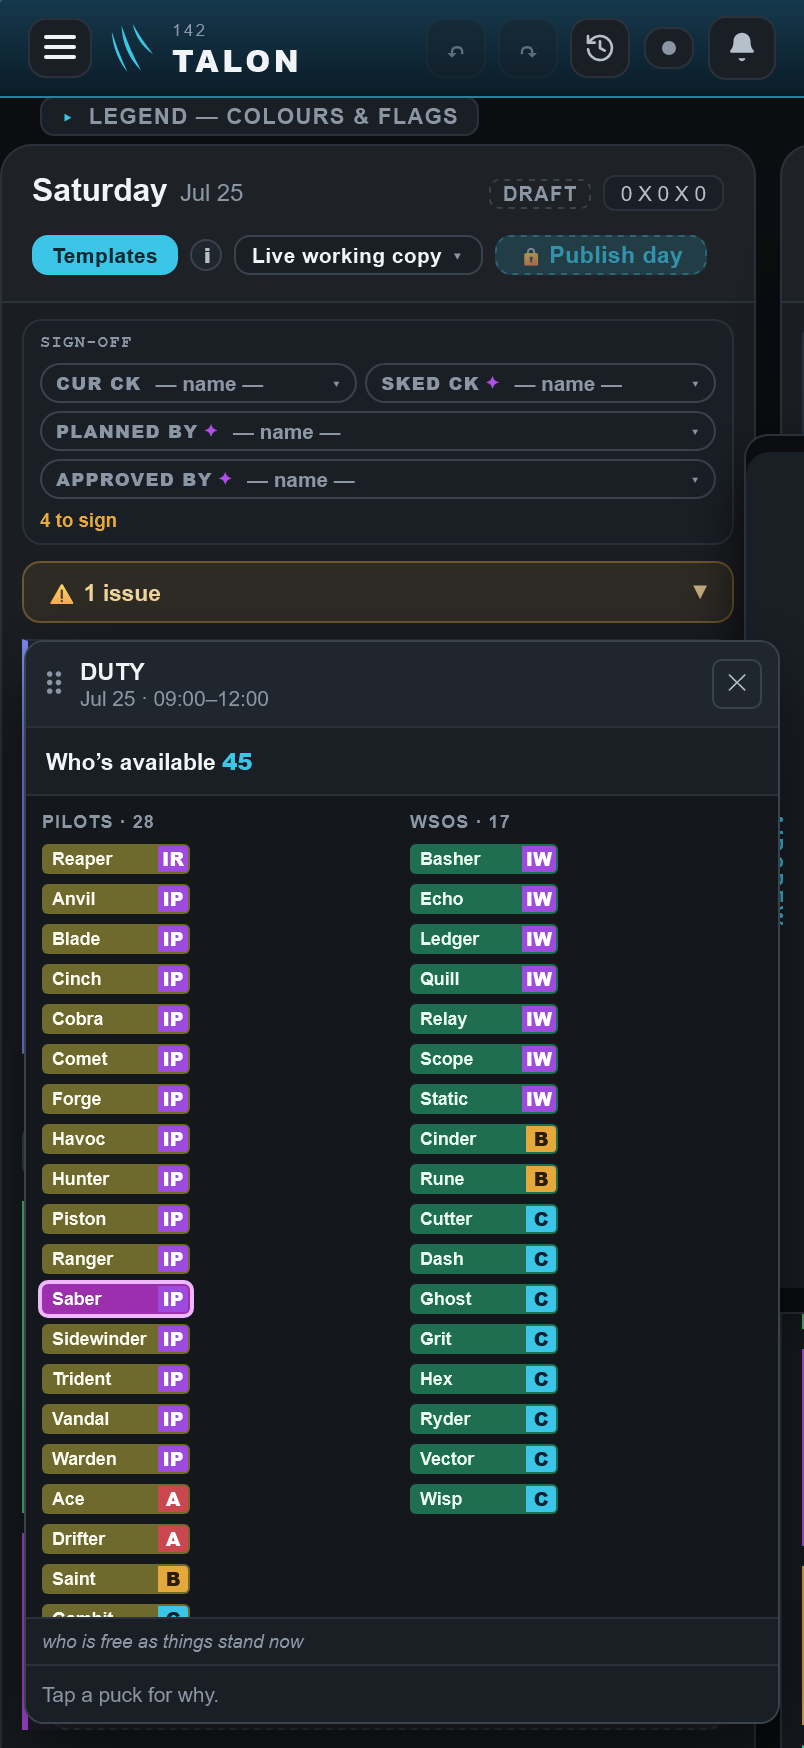 142
TALON
LEGEND — COLOURS & FLAGS
Saturday Jul 25
DRAFT
0 X 0 X 0
Templates
i
Live working copy
Publish day
SIGN-OFF
CUR CK — name —
SKED CK — name —
PLANNED BY — name —
APPROVED BY — name —
4 to sign
1 issue
DUTY
Jul 25 · 09:00–12:00
Who’s available 45
PILOTS · 28
Reaper IR
Anvil IP
Blade IP
Cinch IP
Cobra IP
Comet IP
Forge IP
Havoc IP
Hunter IP
Piston IP
Ranger IP
Saber IP
Sidewinder IP
Trident IP
Vandal IP
Warden IP
Ace A
Drifter A
Saint B
WSOS · 17
Basher IW
Echo IW
Ledger IW
Quill IW
Relay IW
Scope IW
Static IW
Cinder B
Rune B
Cutter C
Dash C
Ghost C
Grit C
Hex C
Ryder C
Vector C
Wisp C
who is free as things stand now
Tap a puck for why.